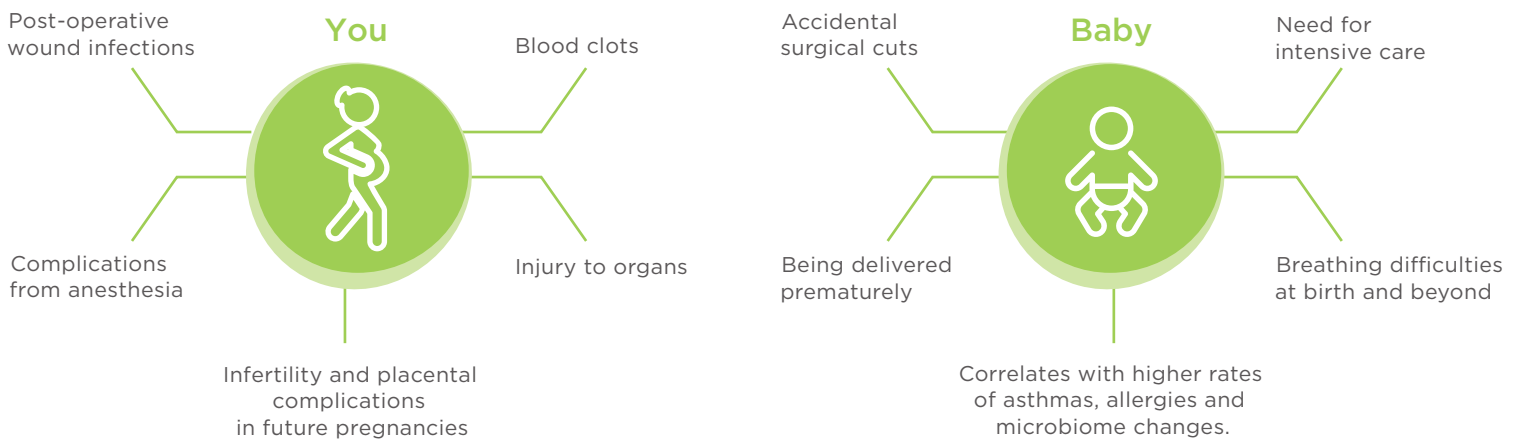 You
Post-operative
wound infections
Blood clots
Complications
from anesthesia
Injury to organs
Infertility and placental
complications
in future pregnancies
Baby
Accidental
surgical cuts
Need for
intensive care
Being delivered
prematurely
Breathing difficulties
at birth and beyond
Correlates with higher rates
of asthmas, allergies and
microbiome changes.